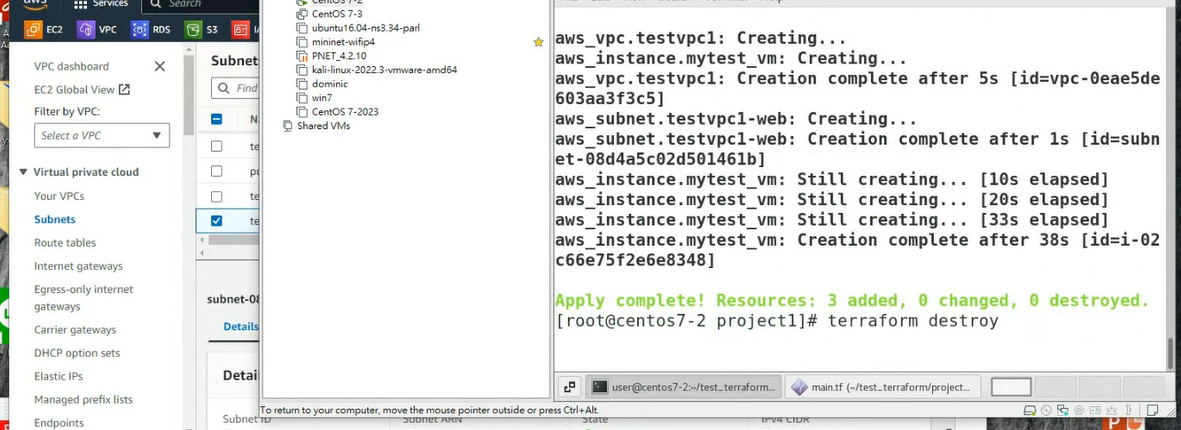 aws
Services
Search
EC2
VPC
RDS
S3
VPC dashboard
EC2 Global View
Filter by VPC:
Select a VPC
Virtual private cloud
Your VPCs
Subnets
Route tables
Internet gateways
Egress-only internet
gateways
Carrier gateways
DHCP option sets
Elastic IPs
Managed prefix lists
Endpoints
Subnet
Find
te
pu
te
te
subnet-08
Details
Detai
Subnet ID
Subnet ARN
State
IPv4 CIDR
CentOS 7-2
CentOS 7-3
ubuntu16.04-ns3.34-parl
mininet-wifip4
PNET_4.2.10
kali-linux-2022.3-vmware-amd64
dominic
win7
CentOS 7-2023
Shared VMs
aws_vpc.testvpc1: Creating...
aws_instance.mytest_vm: Creating...
aws_vpc.testvpc1: Creation complete after 5s [id=vpc-0eae5de
603aa3f3c5]
aws_subnet.testvpc1-web: Creating...
aws_subnet.testvpc1-web: Creation complete after 1s [id=subn
et-08d4a5c02d501461b]
aws_instance.mytest_vm: Still creating... [10s elapsed]
aws_instance.mytest_vm: Still creating... [20s elapsed]
aws_instance.mytest_vm: Still creating... [33s elapsed]
aws_instance.mytest_vm: Creation complete after 38s [id=i-02
c66e75f2e6e8348]
Apply complete! Resources: 3 added, 0 changed, 0 destroyed.
[root@centos7-2 project1]# terraform destroy
user@centos7-2:~/test_terraform...
main.tf (~/test_terraform/project...
To return to your computer, move the mouse pointer outside or press Ctrl+Alt.